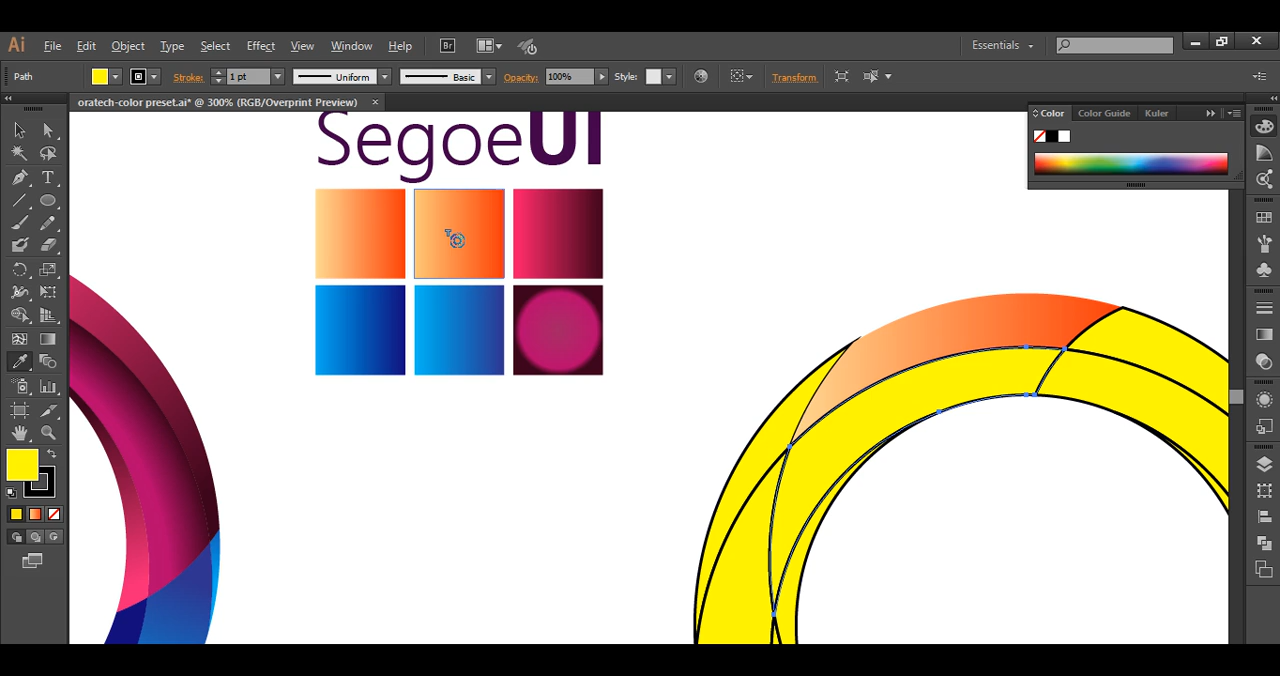 Ai File Edit Object Type Select Effect View Window Help Br Essentials
Path Stroke: 1 pt Uniform Basic Opacity: 100% Style: Transform
oratech-color preset.ai* @ 300% (RGB/Overprint Preview) ×
Color Color Guide Kuler
SegoeUI
T